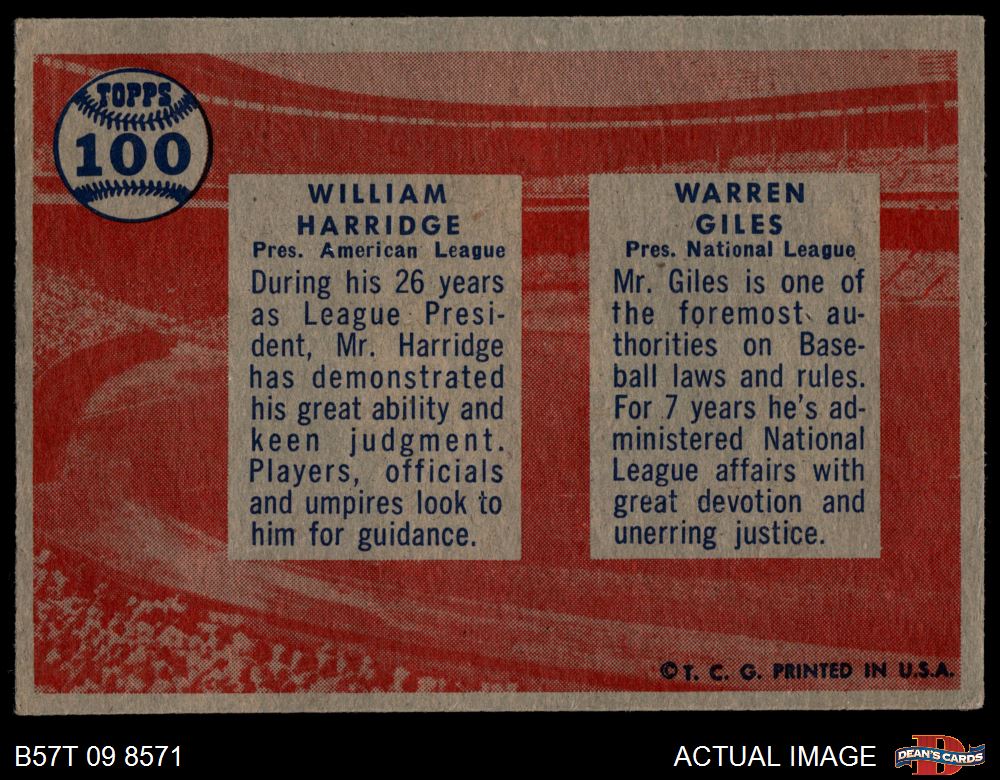 TOPPS
100
WILLIAM
HARRIDGE
Pres. American League
During his 26 years
as League Presi-
dent, Mr. Harridge
has demonstrated
his great ability and
keen judgment.
Players, officials
and umpires look to
him for guidance.
WARREN
GILES
Pres. National League
Mr. Giles is one of
the foremost au-
thorities on Base-
ball laws and rules.
For 7 years he's ad-
ministered National
League affairs with
great devotion and
unerring justice.
©T. C. G. PRINTED IN U.S.A.
B57T 09 8571
ACTUAL IMAGE
DEAN'S CARDS